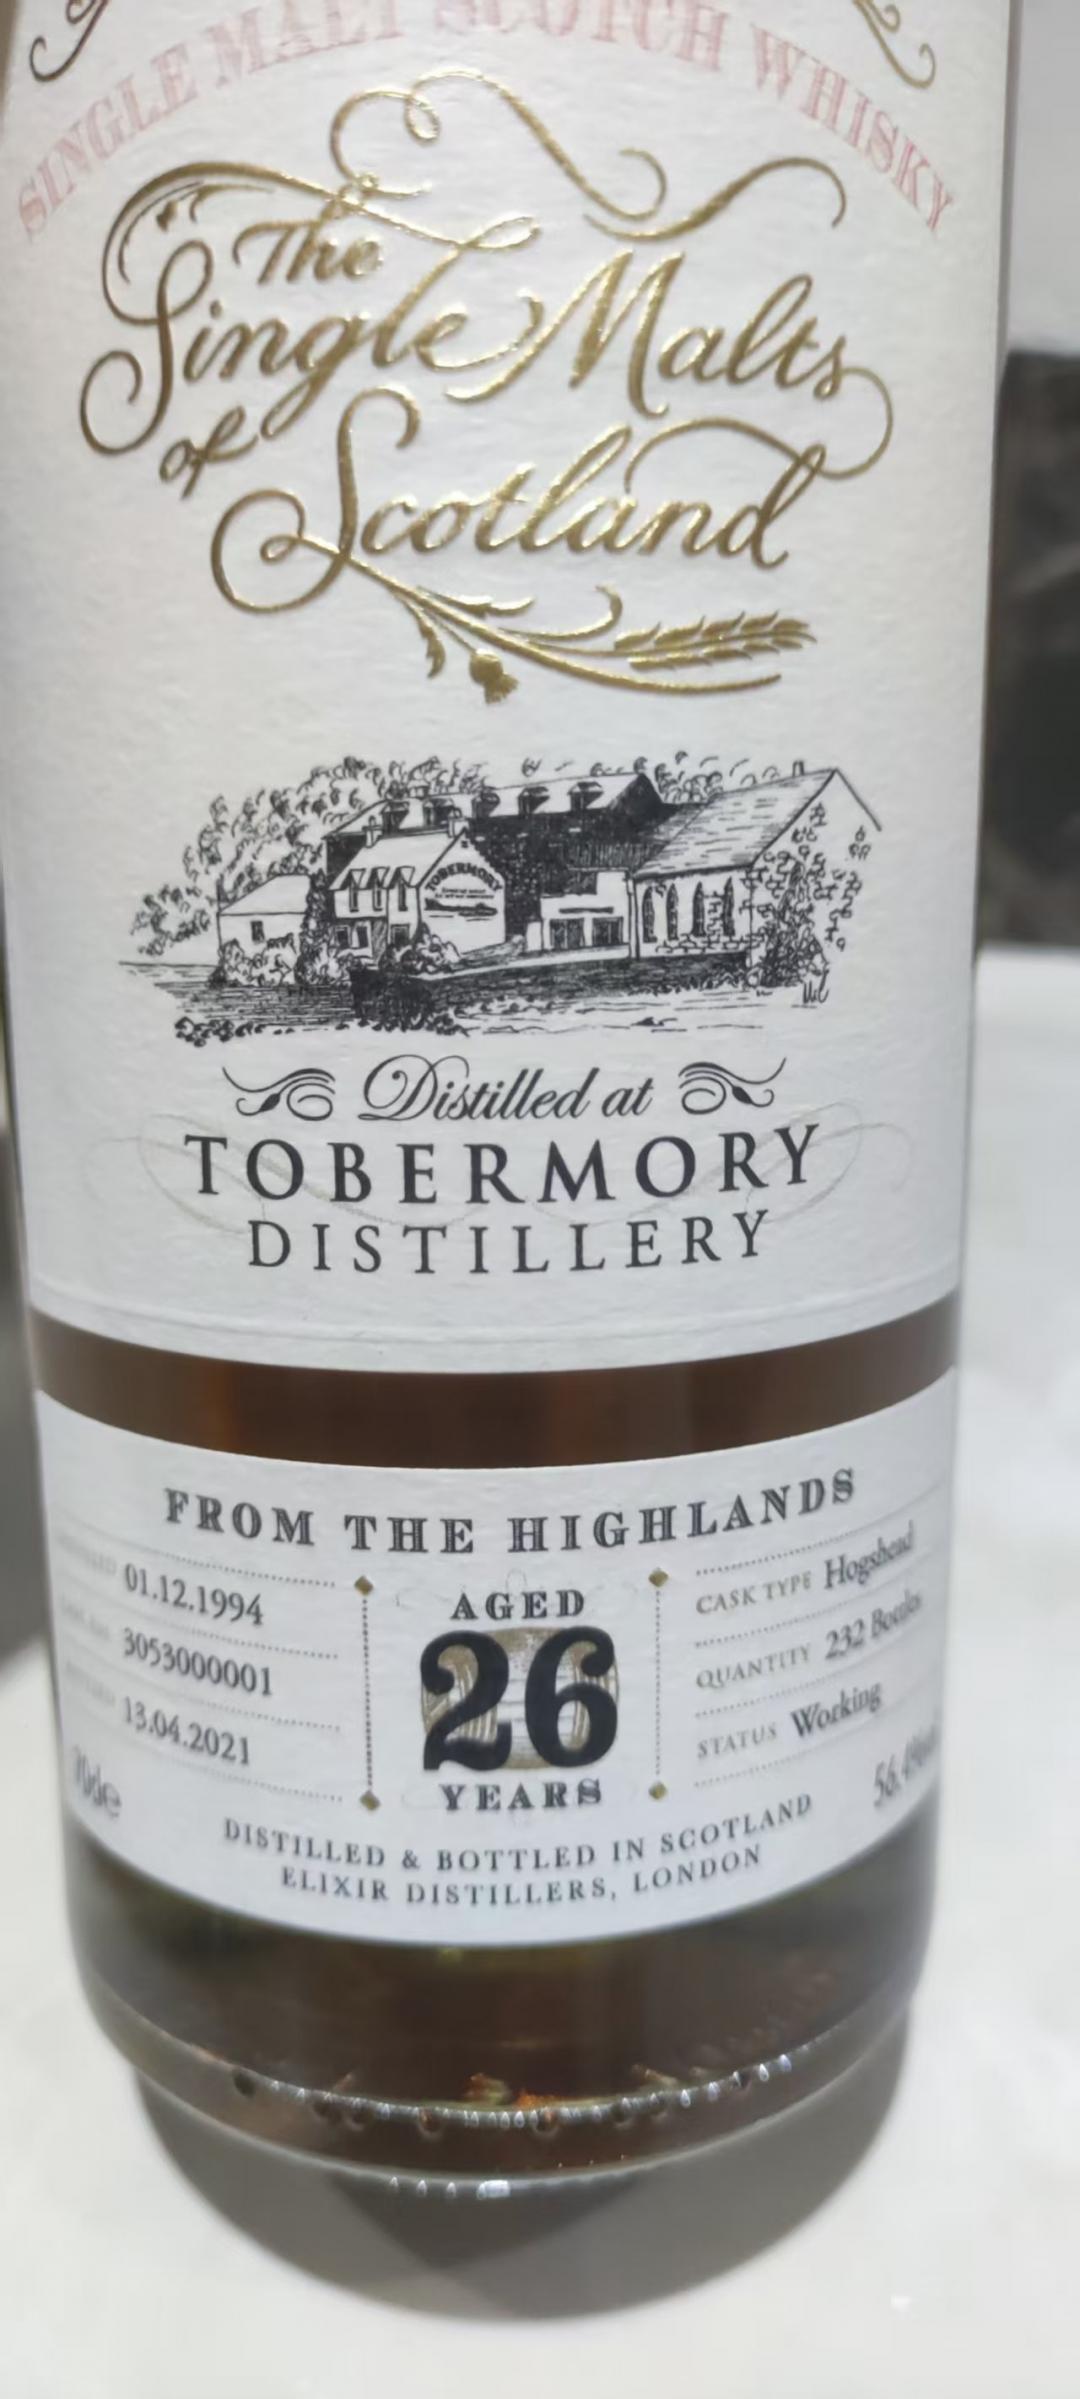 SINGLE MALT SCOTCH WHISKY
The
Single Malts
of
Scotland
TOBERMORY
Distilled at
TOBERMORY
DISTILLERY
FROM THE HIGHLANDS
01.12.1994
3053000001
13.04.2021
AGED
26
YEARS
CASK TYPE Hogshead
QUANTITY 232 Bottles
STATUS Working
DISTILLED & BOTTLED IN SCOTLAND
ELIXIR DISTILLERS, LONDON